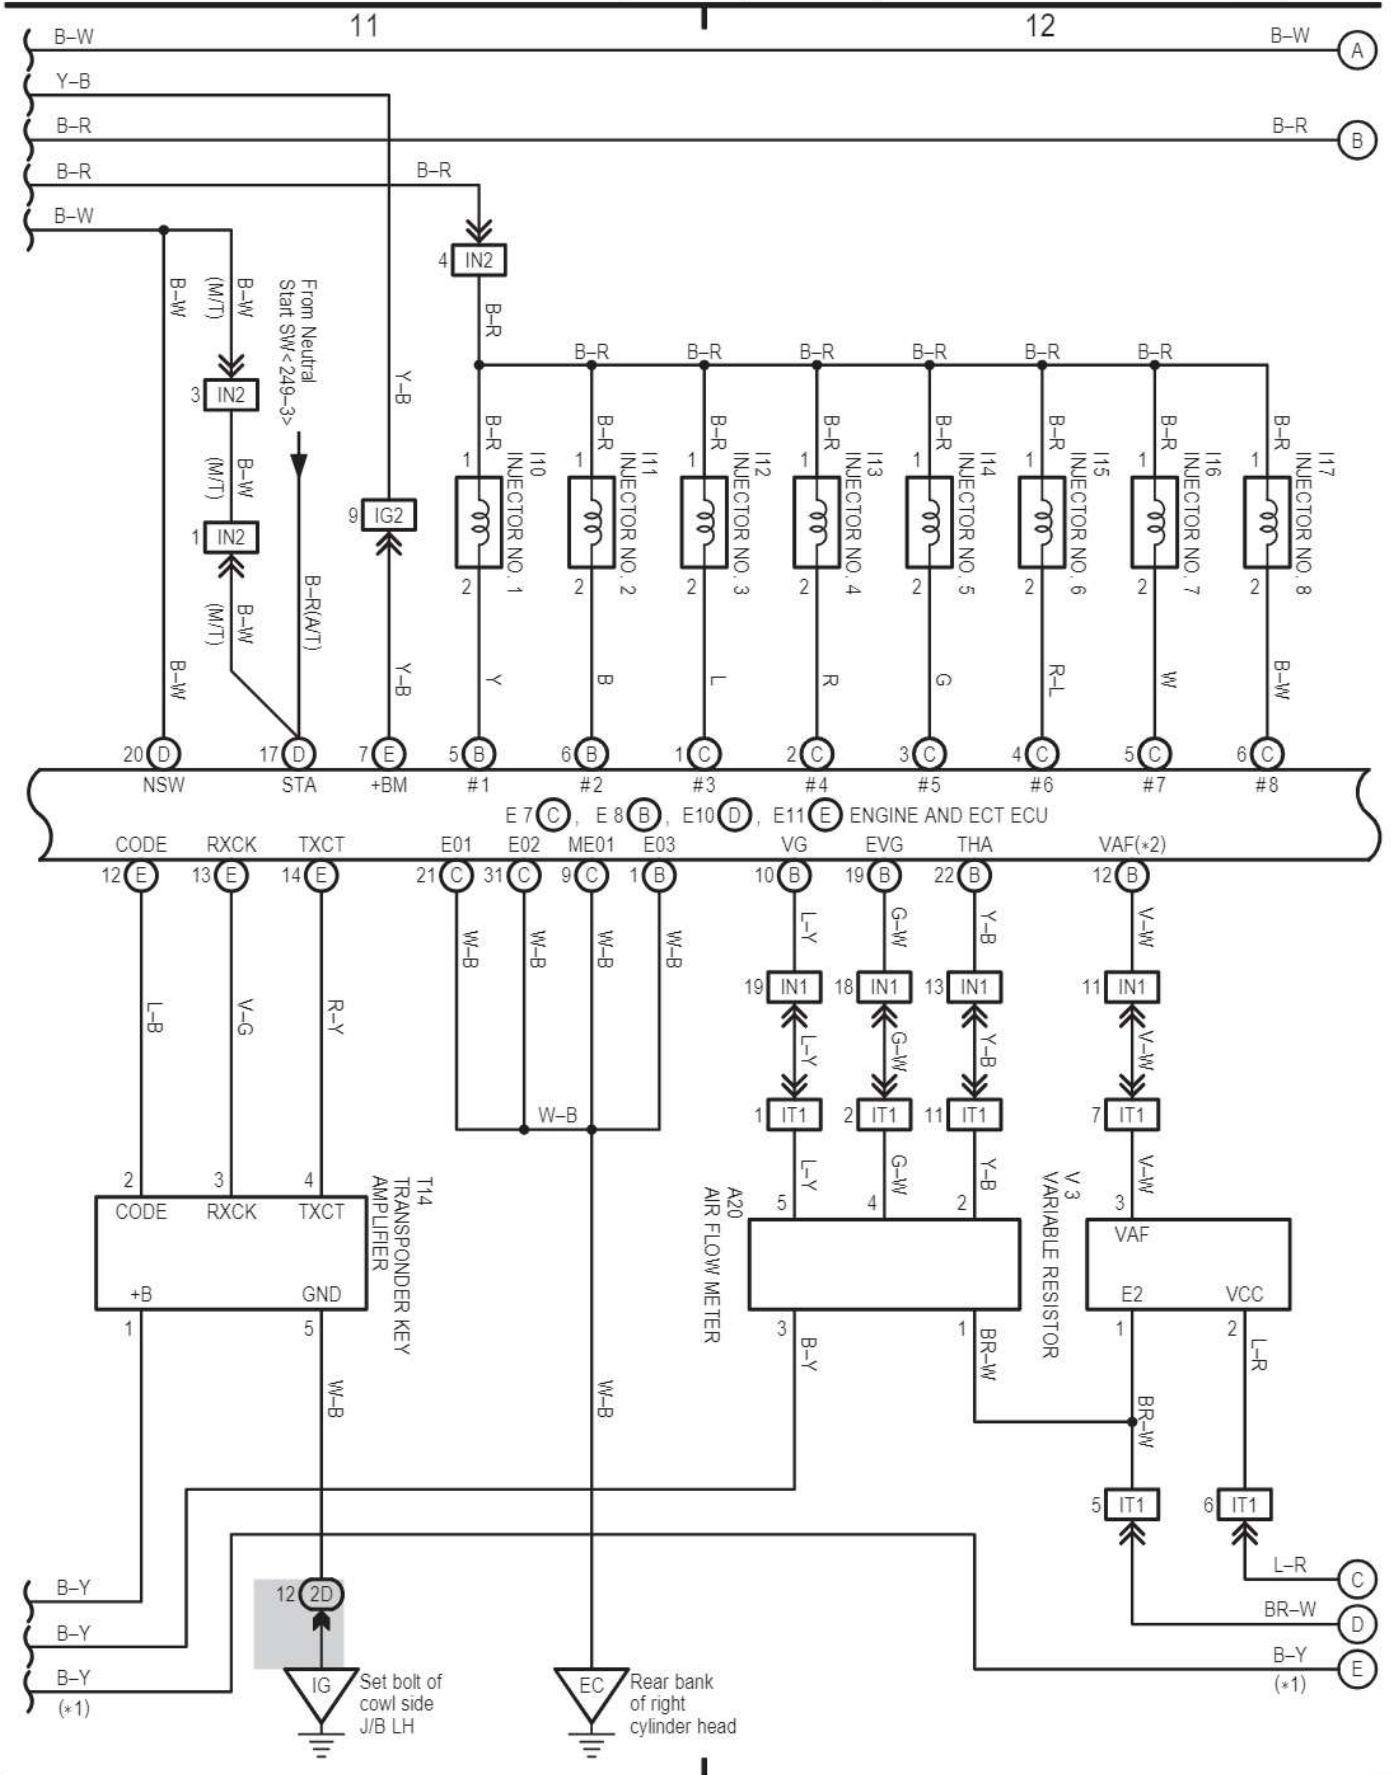 11
12
B–W
B–W
A
Y–B
B–R
B–R
B
B–R
B–R
B–W
4 IN2
B–W
B–W
(M/T)
From Neutral
Start SW<249–3>
B–R
B–R B–R B–R B–R B–R B–R
3 IN2
Y–B
B–R B–R B–R B–R B–R B–R B–R B–R
B–W
(M/T)
1 1 1 1 1 1 1 1
I10
INJECTOR NO. 1
I11
INJECTOR NO. 2
I12
INJECTOR NO. 3
I13
INJECTOR NO. 4
I14
INJECTOR NO. 5
I15
INJECTOR NO. 6
I16
INJECTOR NO. 7
I17
INJECTOR NO. 8
9 IG2
1 IN2
2 2 2 2 2 2 2 2
B–R(A/T)
B–W
(M/T)
B–W
Y–B
Y B L R G R–L W B–W
20 D 17 D 7 E 5 B 6 B 1 C 2 C 3 C 4 C 5 C 6 C
NSW STA +BM #1 #2 #3 #4 #5 #6 #7 #8
E 7 C , E 8 B , E10 D , E11 E ENGINE AND ECT ECU
CODE RXCK TXCT E01 E02 ME01 E03 VG EVG THA VAF(*2)
12 E 13 E 14 E 21 C 31 C 9 C 1 B 10 B 19 B 22 B 12 B
W–B W–B W–B W–B L–Y G–W Y–B V–W
19 IN1 18 IN1 13 IN1 11 IN1
L–B V–G R–Y
L–Y G–W Y–B V–W
W–B
1 IT1 2 IT1 11 IT1 7 IT1
L–Y G–W Y–B V–W
2 3 4
5 4 2 3
CODE RXCK TXCT
T14
TRANSPONDER KEY
AMPLIFIER
A20
AIR FLOW METER
V 3
VARIABLE RESISTOR
VAF
+B GND
E2 VCC
1 5
3 1 1 2
B–Y BR–W L–R
W–B
W–B
BR–W
5 IT1 6 IT1
L–R C
B–Y
12 2D
BR–W D
B–Y
B–Y
(*1)
B–Y
(*1)
E
IG
Set bolt of
cowl side
J/B LH
EC
Rear bank
of right
cylinder head